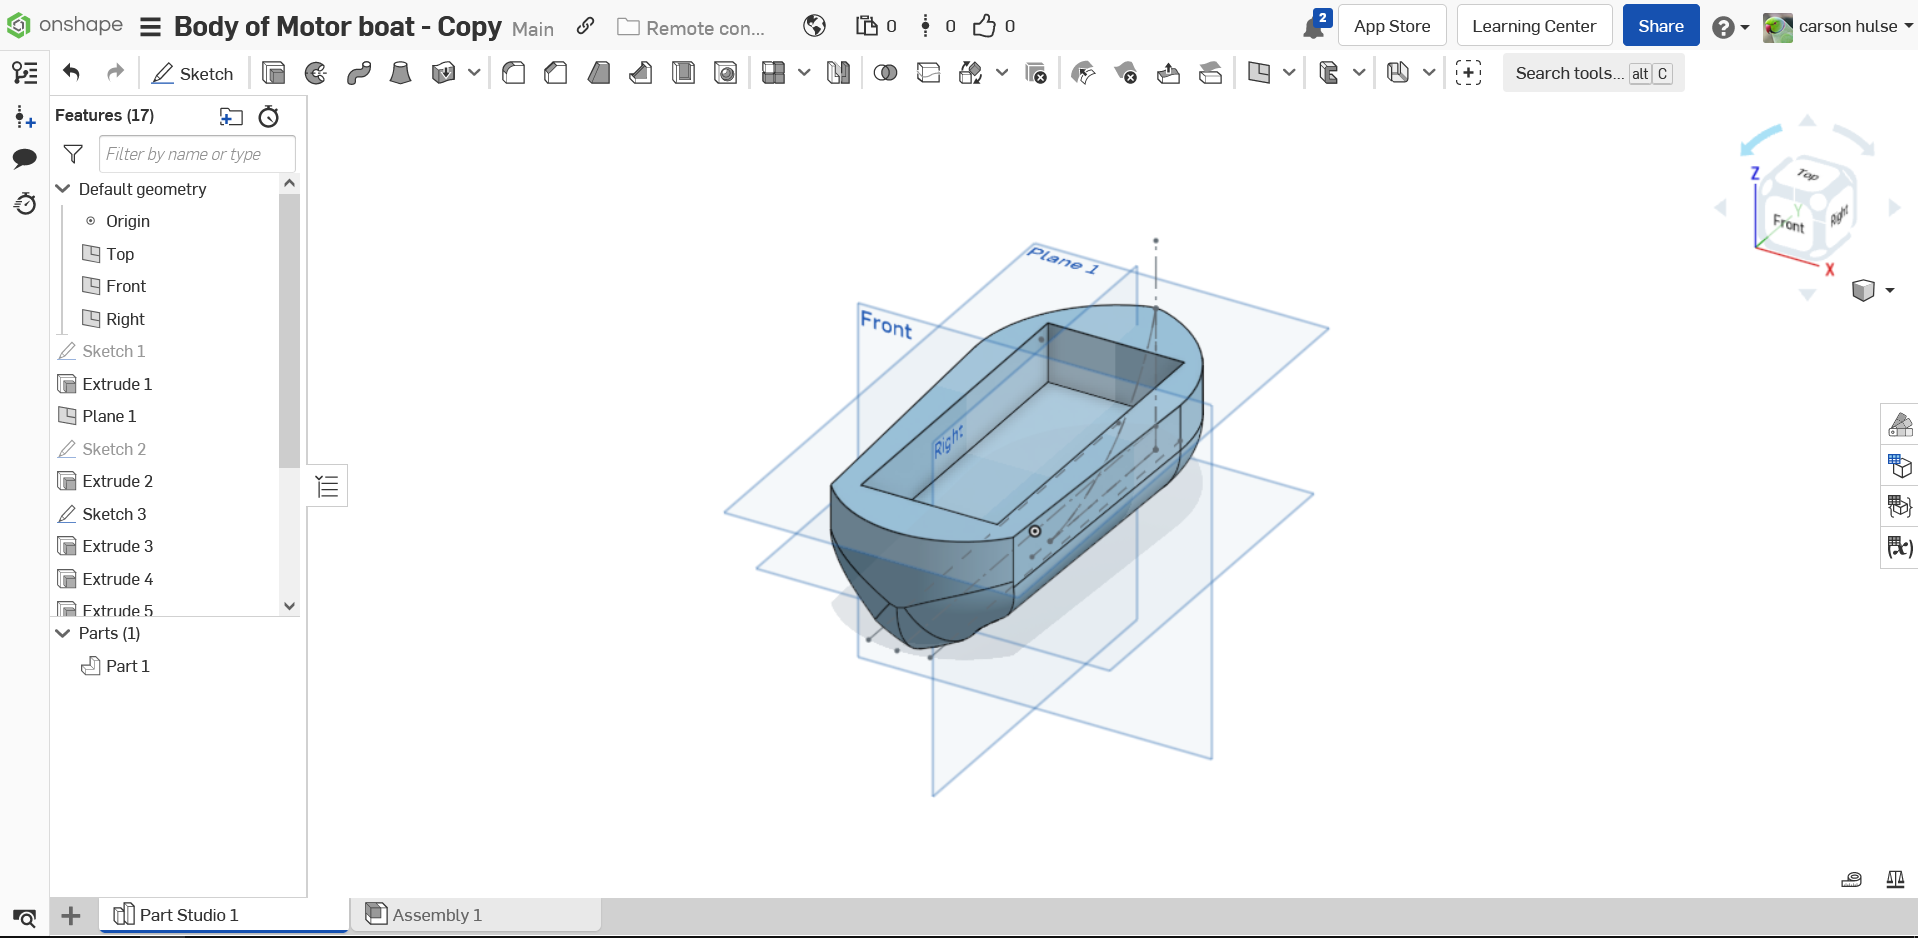 onshape Body of Motor boat - Copy Main Remote con... 0 0 0 2 App Store Learning Center Share carson hulse
Sketch Search tools... alt C
Features (17)
Filter by name or type
Default geometry
Origin
Top
Front
Right
Sketch 1
Extrude 1
Plane 1
Sketch 2
Extrude 2
Sketch 3
Extrude 3
Extrude 4
Extrude 5
Parts (1)
Part 1
Plane 1
Front
Right
Top
Z
Y
Front
Right
X
(x)
Part Studio 1
Assembly 1